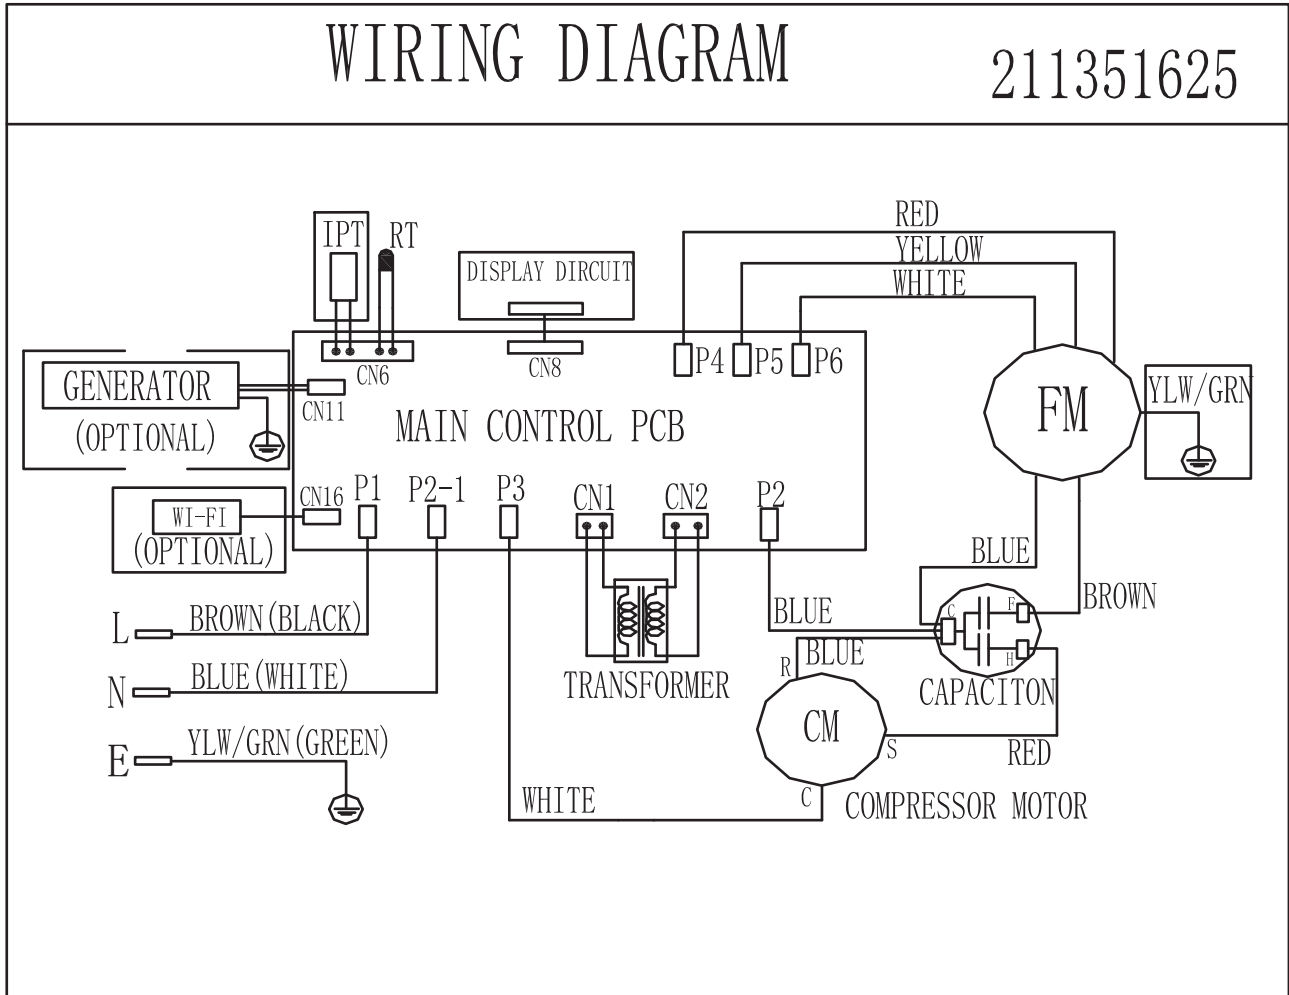 WIRING DIAGRAM
211351625
RED
YELLOW
WHITE
IPT
RT
DISPLAY DIRCUIT
CN6
CN8
P4
P5
P6
GENERATOR
(OPTIONAL)
CN11
MAIN CONTROL PCB
FM
YLW/GRN
WI-FI
(OPTIONAL)
CN16
P1
P2-1
P3
CN1
CN2
P2
BLUE
BROWN
L
BROWN(BLACK)
BLUE
C
F
H
N
BLUE(WHITE)
TRANSFORMER
R
BLUE
CAPACITON
E
YLW/GRN(GREEN)
CM
S
RED
WHITE
C
COMPRESSOR MOTOR